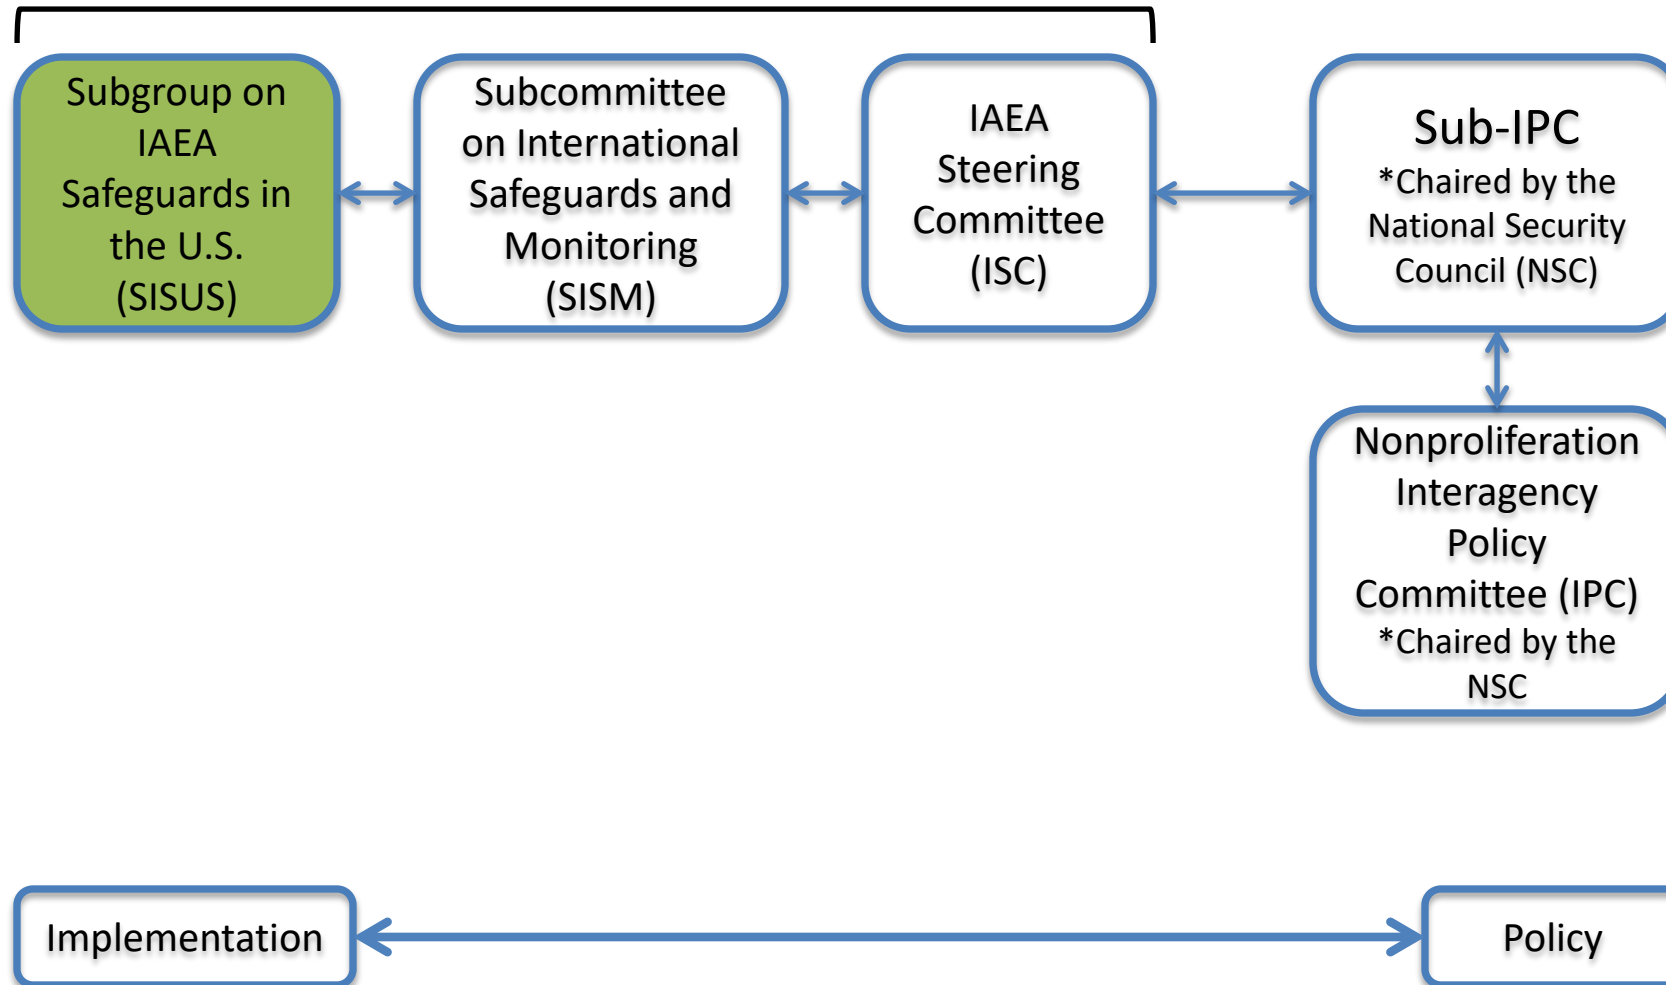 Subgroup on
IAEA
Safeguards in
the U.S.
(SISUS)
Subcommittee
on International
Safeguards and
Monitoring
(SISM)
IAEA
Steering
Committee
(ISC)
Sub-IPC
*Chaired by the
National Security
Council (NSC)
Nonproliferation
Interagency
Policy
Committee (IPC)
*Chaired by the
NSC
Implementation
Policy